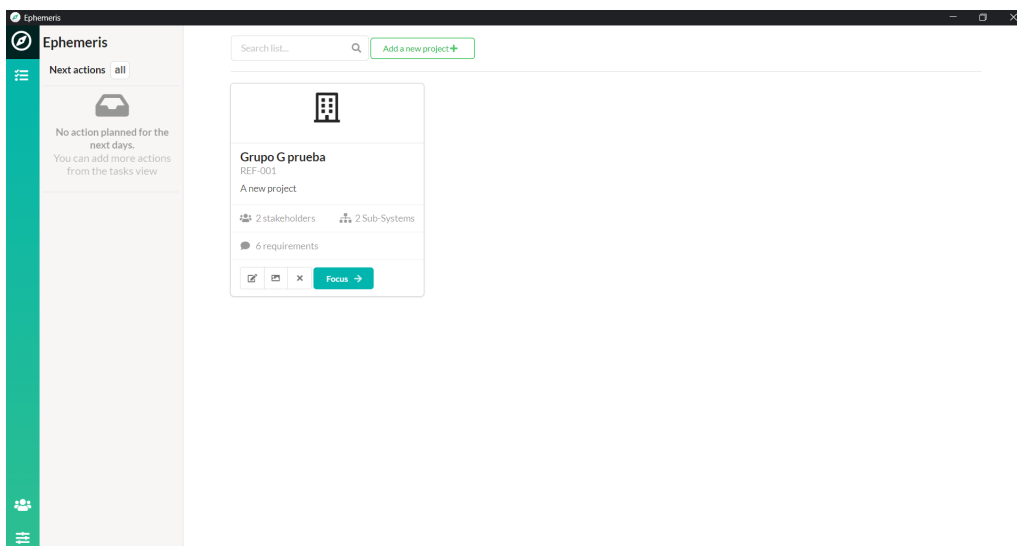 Ephemeris
Ephemeris
Next actions all
No action planned for the
next days.
You can add more actions
from the tasks view
Search list...
Add a new project
Grupo G prueba
REF-001
A new project
2 stakeholders 2 Sub-Systems
6 requirements
Focus